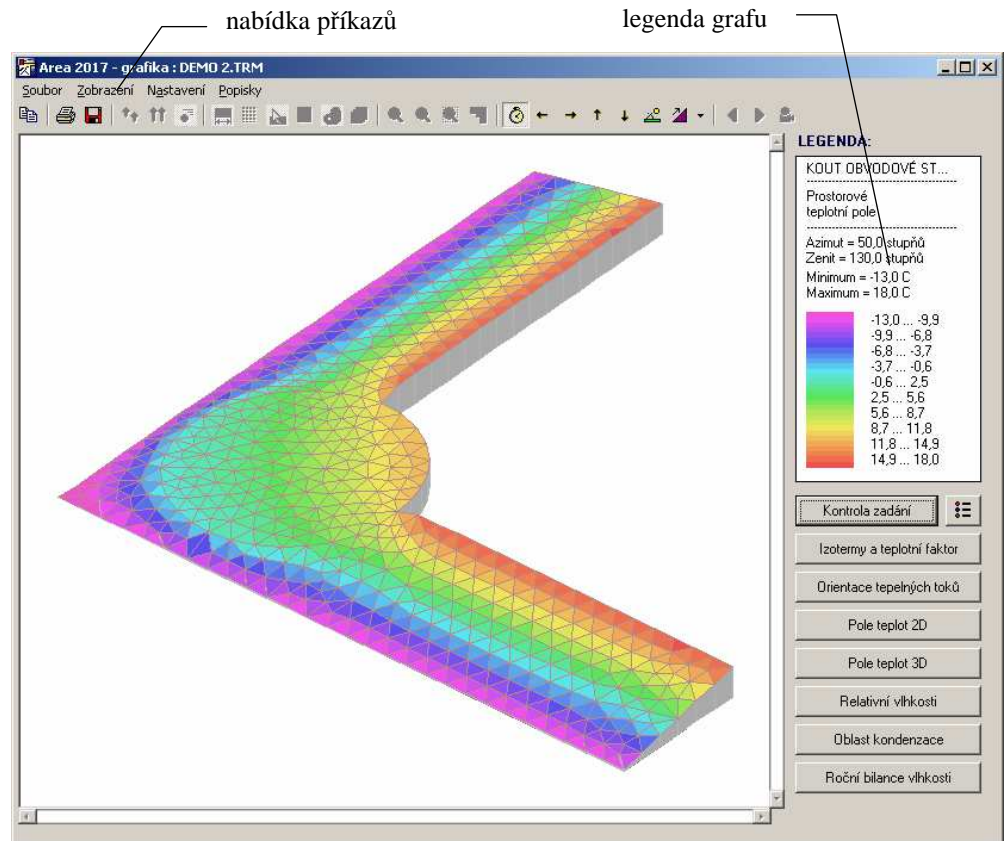 nabídka příkazů
legenda grafu
Area 2017 - grafika : DEMO 2.TRM
Soubor Zobrazení Nastavení Popisky
LEGENDA:
KOUT OBVODOVÉ ST...
Prostorové
teplotní pole
Azimut = 50,0 stupňů
Zenit = 130,0 stupňů
Minimum = -13,0 C
Maximum = 18,0 C
-13,0 ... -9,9
-9,9 ... -6,8
-6,8 ... -3,7
-3,7 ... -0,6
-0,6 ... 2,5
2,5 ... 5,6
5,6 ... 8,7
8,7 ... 11,8
11,8 ... 14,9
14,9 ... 18,0
Kontrola zadání
Izotermy a teplotní faktor
Orientace tepelných toků
Pole teplot 2D
Pole teplot 3D
Relativní vlhkosti
Oblast kondenzace
Roční bilance vlhkosti